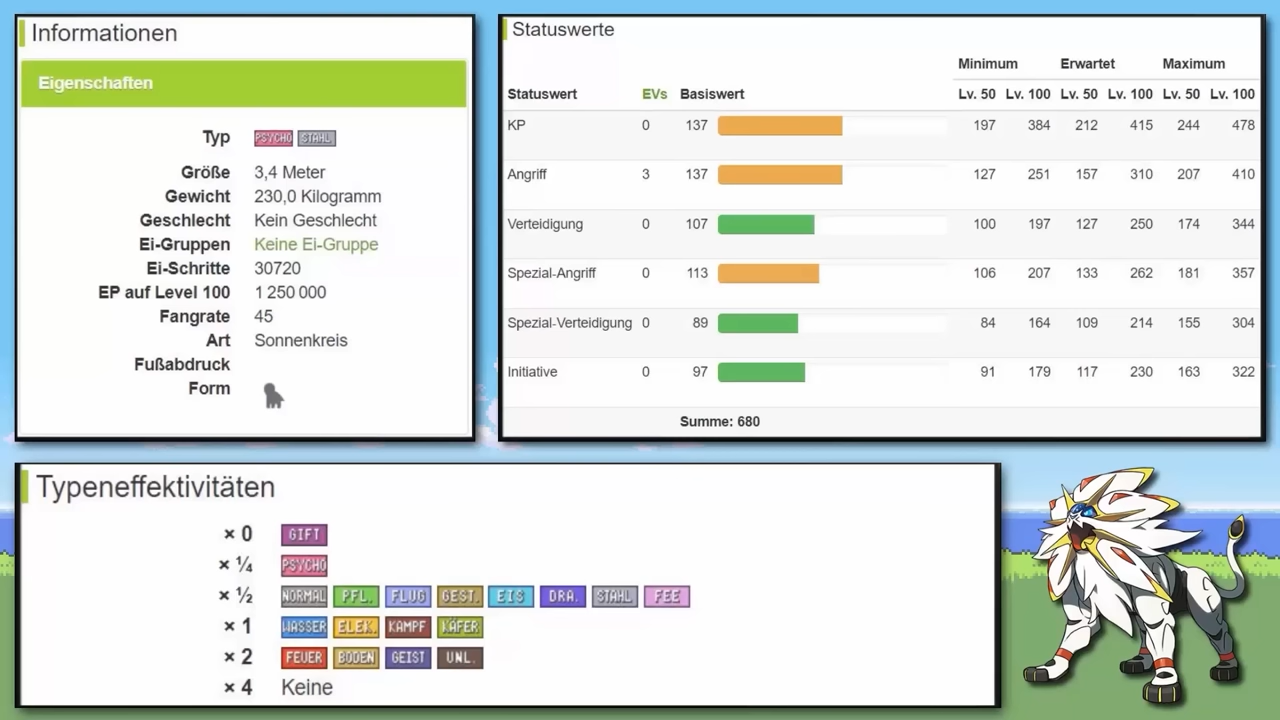 Informationen
Eigenschaften
Typ PSYCHO STAHL
Größe 3,4 Meter
Gewicht 230,0 Kilogramm
Geschlecht Kein Geschlecht
Ei-Gruppen Keine Ei-Gruppe
Ei-Schritte 30720
EP auf Level 100 1 250 000
Fangrate 45
Art Sonnenkreis
Fußabdruck
Form
Statuswerte
Minimum Erwartet Maximum
Statuswert EVs Basiswert Lv. 50 Lv. 100 Lv. 50 Lv. 100 Lv. 50 Lv. 100
KP 0 137 197 384 212 415 244 478
Angriff 3 137 127 251 157 310 207 410
Verteidigung 0 107 100 197 127 250 174 344
Spezial-Angriff 0 113 106 207 133 262 181 357
Spezial-Verteidigung 0 89 84 164 109 214 155 304
Initiative 0 97 91 179 117 230 163 322
Summe: 680
Typeneffektivitäten
× 0 GIFT
× ¼ PSYCHO
× ½ NORMAL PFL. FLUG GEST. EIS DRA. STAHL FEE
× 1 WASSER ELEK. KAMPF KÄFER
× 2 FEUER BODEN GEIST UNL.
× 4 Keine